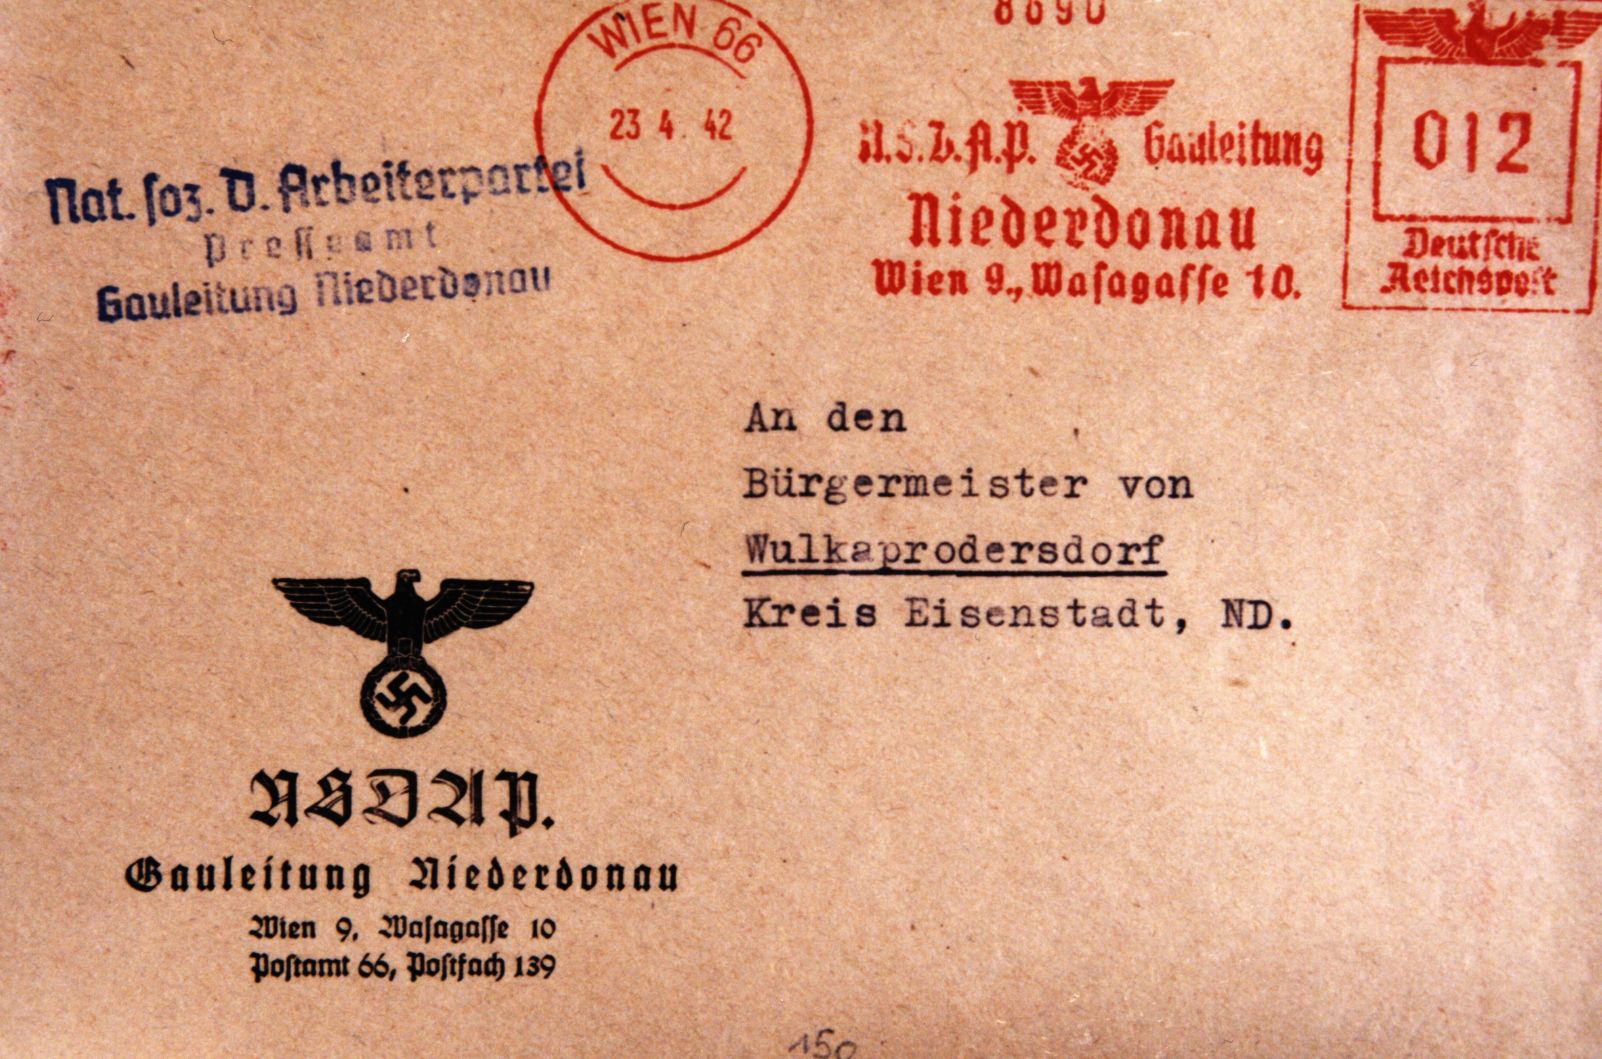 8690
WIEN 66
23 4. 42
N.S.D.A.P. Gauleitung
Niederdonau
Wien 9., Wasagasse 10.
012
Deutsche
Reichspost
Nat. soz. D. Arbeiterpartei
Presseamt
Gauleitung Niederdonau
An den
Bürgermeister von
Wulkaprodersdorf
Kreis Eisenstadt, ND.
NSDAP.
Gauleitung Niederdonau
Wien 9, Wasagasse 10
Postamt 66, Postfach 139
150